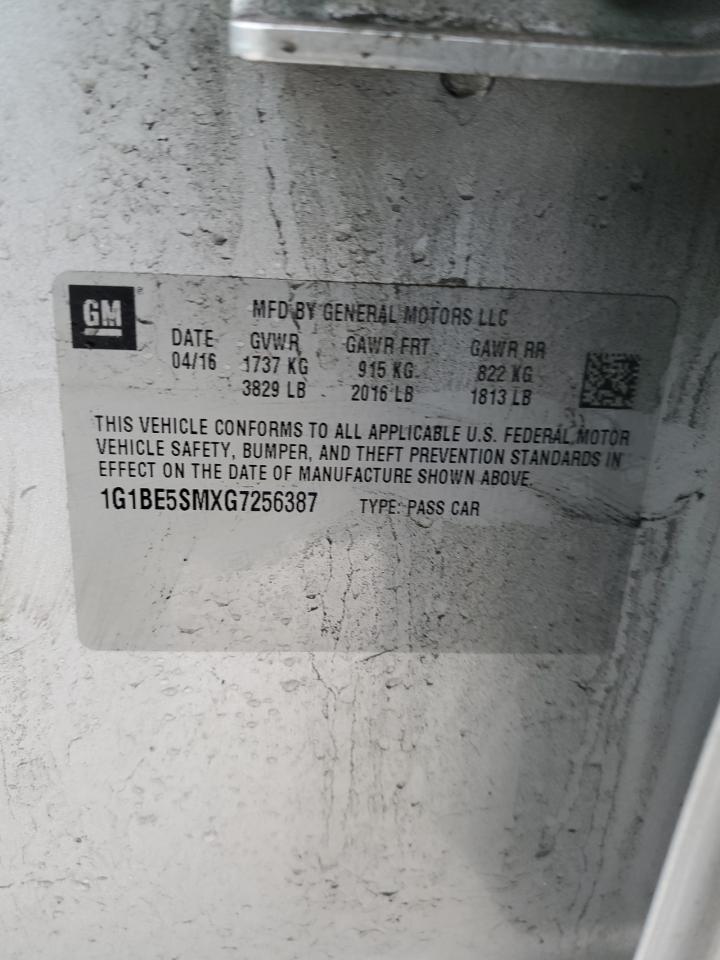 GM
MFD BY GENERAL MOTORS LLC
DATE GVWR GAWR FRT GAWR RR
04/16 1737 KG 915 KG 822 KG
3829 LB 2016 LB 1813 LB
THIS VEHICLE CONFORMS TO ALL APPLICABLE U.S. FEDERAL MOTOR
VEHICLE SAFETY, BUMPER, AND THEFT PREVENTION STANDARDS IN
EFFECT ON THE DATE OF MANUFACTURE SHOWN ABOVE.
1G1BE5SMXG7256387 TYPE: PASS CAR